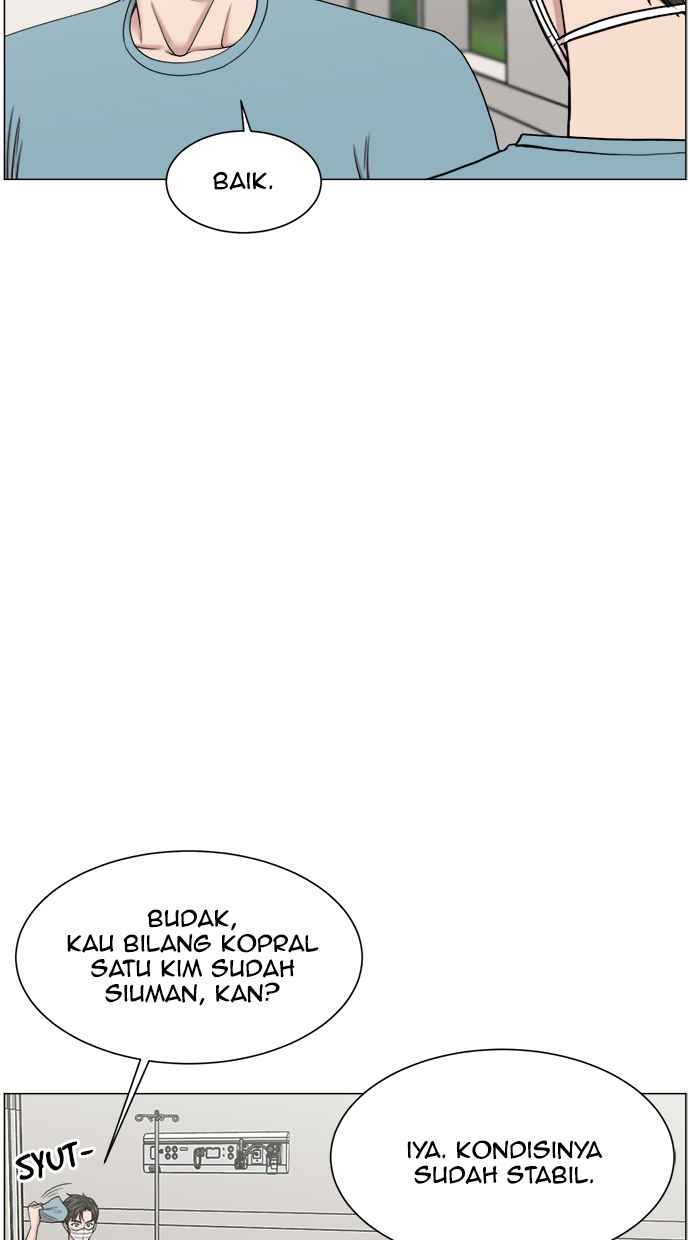 BAIK.
BUDAK,
KAU BILANG KOPRAL
SATU KIM SUDAH
SIUMAN, KAN?
IYA. KONDISINYA
SUDAH STABIL.
SYUT-